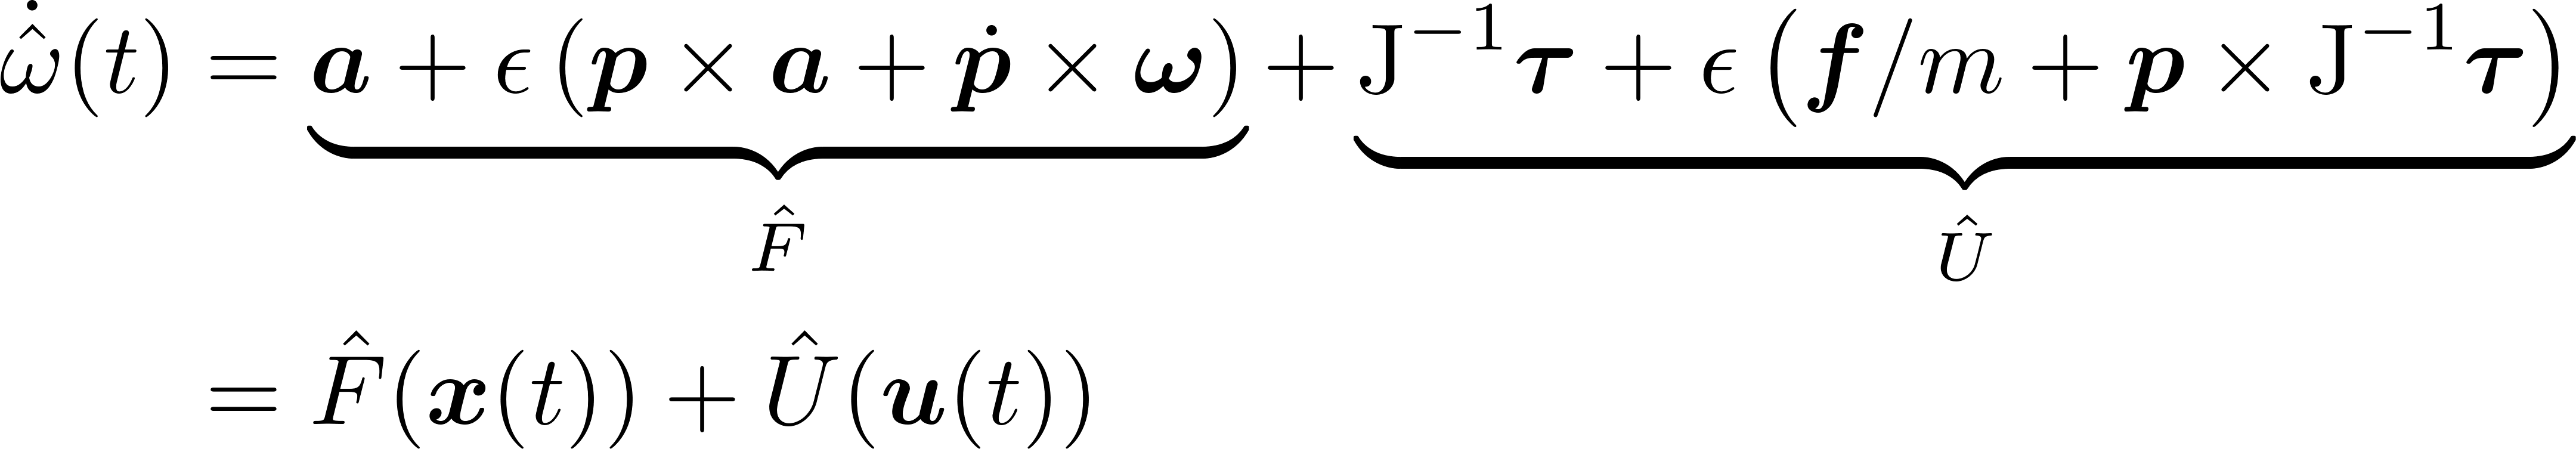 $\dot{\hat{\omega}}(t) = \underbrace{\boldsymbol{a} + \epsilon \left( \boldsymbol{p} \times \boldsymbol{a} + \dot{\boldsymbol{p}} \times \boldsymbol{\omega} \right)}_{\hat{F}} + \underbrace{\mathrm{J}^{-1} \boldsymbol{\tau} + \epsilon \left( \boldsymbol{f}/m + \boldsymbol{p} \times \mathrm{J}^{-1} \boldsymbol{\tau} \right)}_{\hat{U}}$
$= \hat{F}(\boldsymbol{x}(t)) + \hat{U}(\boldsymbol{u}(t))$